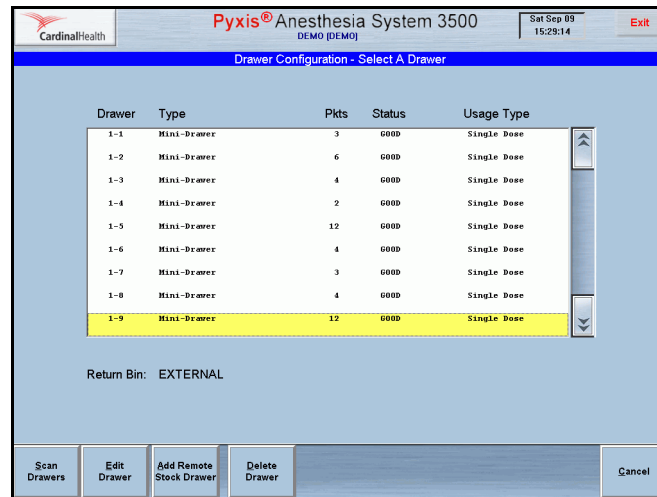 CardinalHealth
Pyxis® Anesthesia System 3500
DEMO [DEMO]
Sat Sep 09
15:29:14
Exit
Drawer Configuration - Select A Drawer
Drawer Type Pkts Status Usage Type
1-1 Mini-Drawer 3 GOOD Single Dose
1-2 Mini-Drawer 6 GOOD Single Dose
1-3 Mini-Drawer 4 GOOD Single Dose
1-4 Mini-Drawer 2 GOOD Single Dose
1-5 Mini-Drawer 12 GOOD Single Dose
1-6 Mini-Drawer 4 GOOD Single Dose
1-7 Mini-Drawer 3 GOOD Single Dose
1-8 Mini-Drawer 4 GOOD Single Dose
1-9 Mini-Drawer 12 GOOD Single Dose
Return Bin: EXTERNAL
Scan
Drawers
Edit
Drawer
Add Remote
Stock Drawer
Delete
Drawer
Cancel